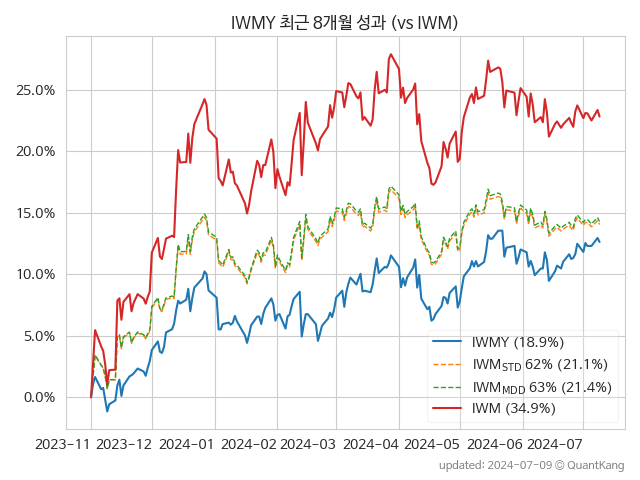 IWMY 최근 8개월 성과 (vs IWM)
25.0%
20.0%
15.0%
10.0%
5.0%
0.0%
IWMY (18.9%)
IWM_STD 62% (21.1%)
IWM_MDD 63% (21.4%)
IWM (34.9%)
2023-11 2023-12 2024-01 2024-02 2024-03 2024-04 2024-05 2024-06 2024-07
updated: 2024-07-09 © QuantKang